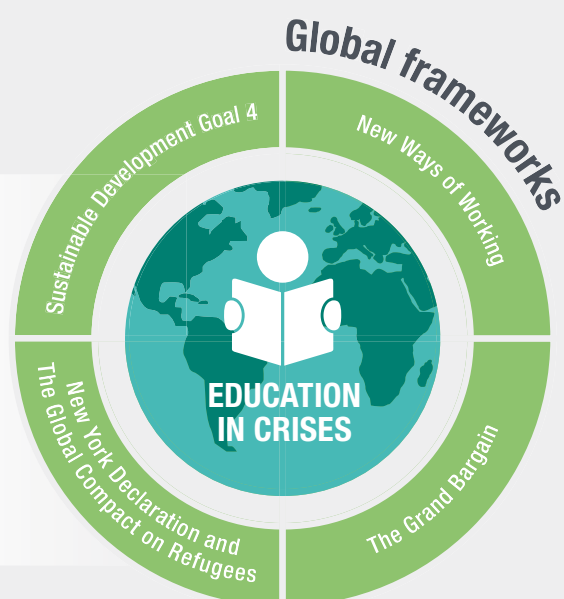 Global frameworks
Sustainable Development Goal 4
New Ways of Working
EDUCATION
IN CRISES
New York Declaration and
The Global Compact on Refugees
The Grand Bargain